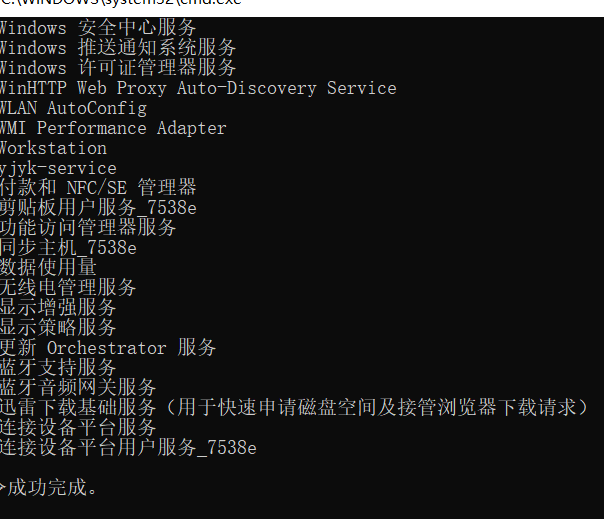 C:\WINDOWS\system32\cmd.exe
Windows 安全中心服务
Windows 推送通知系统服务
Windows 许可证管理器服务
WinHTTP Web Proxy Auto-Discovery Service
WLAN AutoConfig
WMI Performance Adapter
Workstation
yjyk-service
付款和 NFC/SE 管理器
剪贴板用户服务_7538e
功能访问管理器服务
同步主机_7538e
数据使用量
无线电管理服务
显示增强服务
显示策略服务
更新 Orchestrator 服务
蓝牙支持服务
蓝牙音频网关服务
迅雷下载基础服务（用于快速申请磁盘空间及接管浏览器下载请求）
连接设备平台服务
连接设备平台用户服务_7538e
令成功完成。